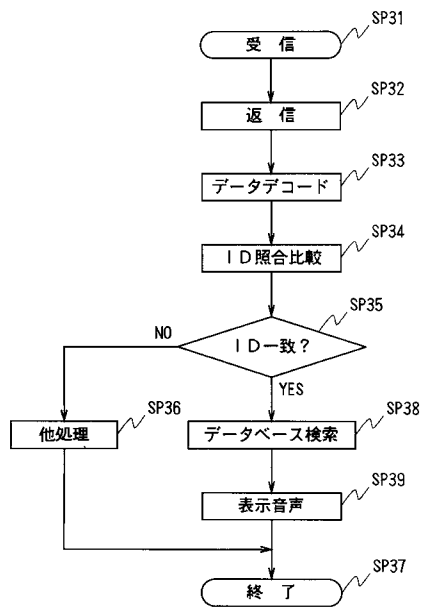 SP31
受 信
SP32
返 信
SP33
データデコード
SP34
ID照合比較
SP35
ID一致?
NO
YES
SP36
他処理
SP38
データベース検索
SP39
表示音声
SP37
終 了